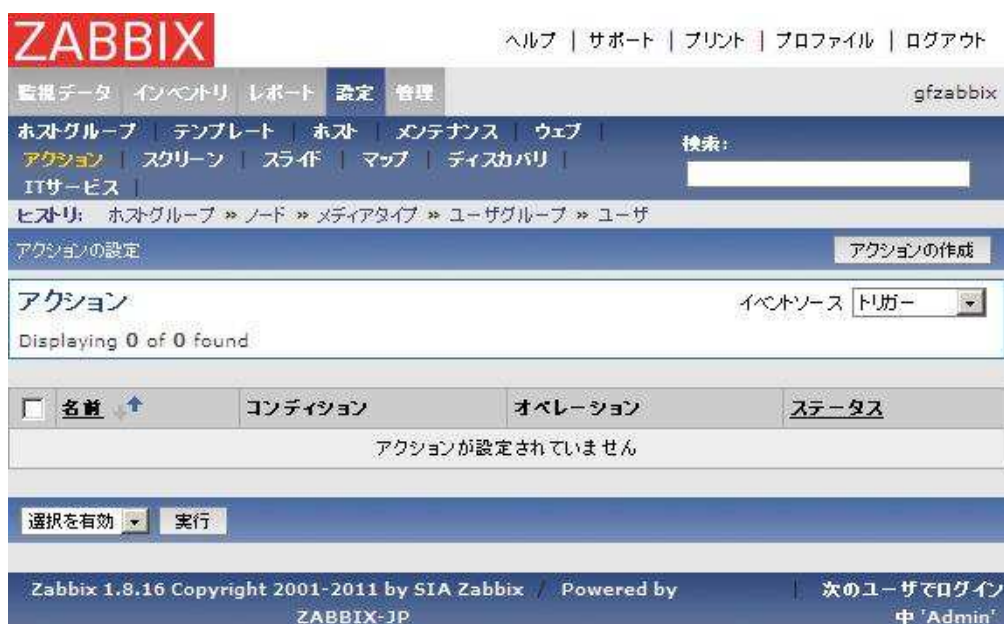 ZABBIX
ヘルプ | サポート | プリント | プロファイル | ログアウト
監視データ インベントリ レポート 設定 管理 gfzabbix
ホストグループ | テンプレート | ホスト | メンテナンス | ウェブ |
アクション | スクリーン | スライド | マップ | ディスカバリ |
ITサービス |
検索:
ヒストリ: ホストグループ » ノード » メディアタイプ » ユーザグループ » ユーザ
アクションの設定 アクションの作成
アクション イベントソース トリガー
Displaying 0 of 0 found
名前 コンディション オペレーション ステータス
アクションが設定されていません
選択を有効 実行
Zabbix 1.8.16 Copyright 2001-2011 by SIA Zabbix / Powered by
ZABBIX-JP
| 次のユーザでログイン
中 'Admin'